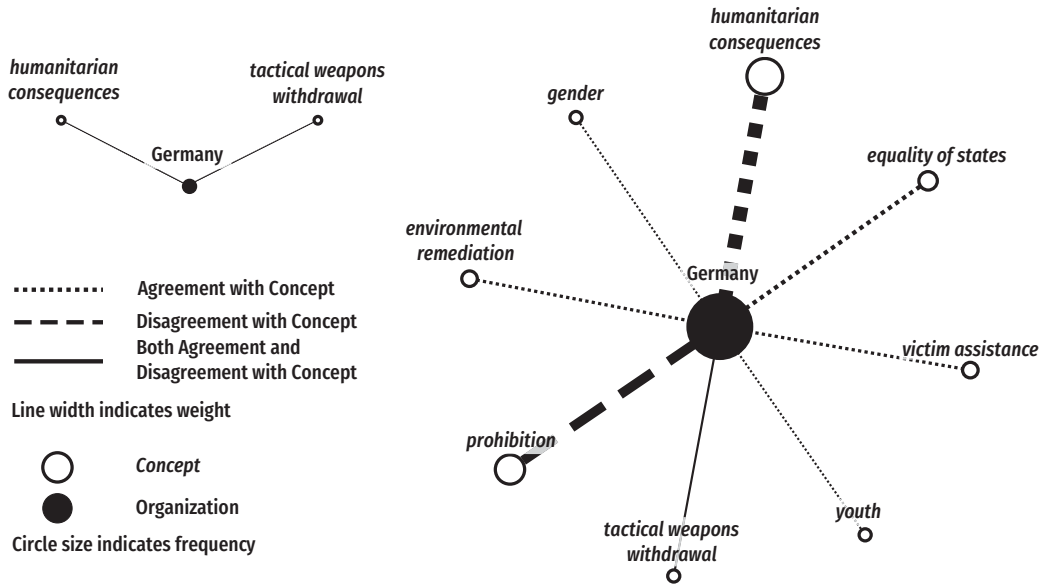 humanitarian
consequences
tactical weapons
withdrawal
Germany
Agreement with Concept
Disagreement with Concept
Both Agreement and
Disagreement with Concept
Line width indicates weight
Concept
Organization
Circle size indicates frequency
humanitarian
consequences
gender
equality of states
environmental
remediation
Germany
victim assistance
prohibition
youth
tactical weapons
withdrawal